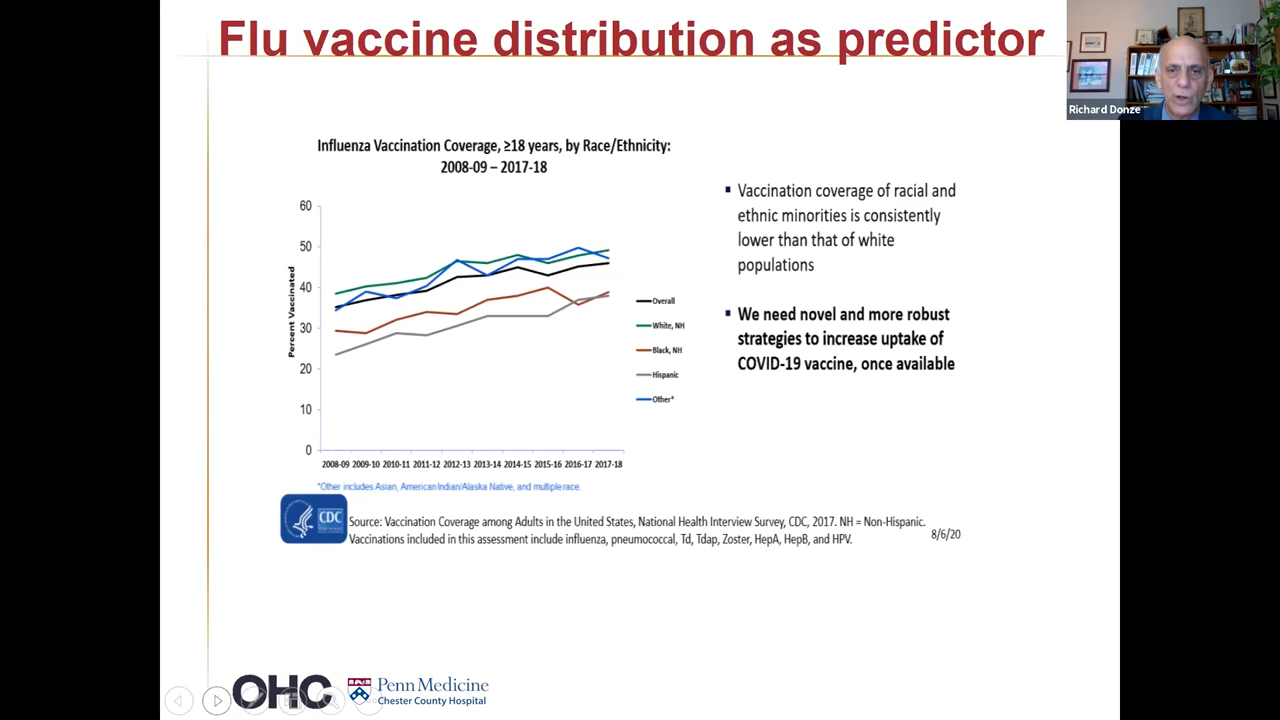 Flu vaccine distribution as predictor
Richard Donze
Influenza Vaccination Coverage, ≥18 years, by Race/Ethnicity:
2008-09 – 2017-18
Percent Vaccinated
60
50
40
30
20
10
0
2008-09 2009-10 2010-11 2011-12 2012-13 2013-14 2014-15 2015-16 2016-17 2017-18
Overall
White, NH
Black, NH
Hispanic
Other*
*Other includes Asian, American Indian/Alaska Native, and multiple race.
▪ Vaccination coverage of racial and
ethnic minorities is consistently
lower than that of white
populations
▪ We need novel and more robust
strategies to increase uptake of
COVID-19 vaccine, once available
CDC
Source: Vaccination Coverage among Adults in the United States, National Health Interview Survey, CDC, 2017. NH = Non-Hispanic.
Vaccinations included in this assessment include influenza, pneumococcal, Td, Tdap, Zoster, HepA, HepB, and HPV.
8/6/20
OHC
Penn Medicine
Chester County Hospital